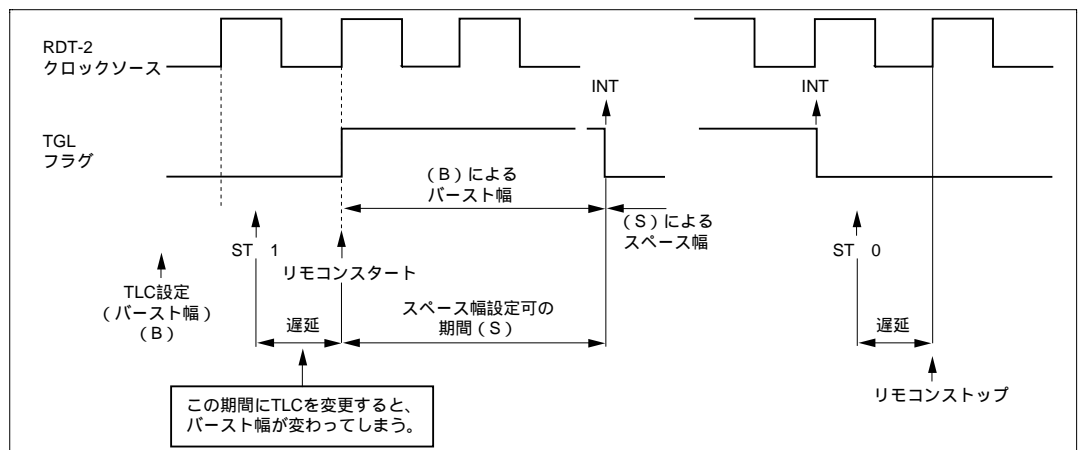 RDT-2
クロックソース
INT
INT
TGL
フラグ
(B)による
バースト幅
(S)による
スペース幅
ST 1
ST 0
リモコンスタート
TLC設定
(バースト幅)
(B)
スペース幅設定可の
期間(S)
遅延
遅延
リモコンストップ
この期間にTLCを変更すると、
バースト幅が変わってしまう。